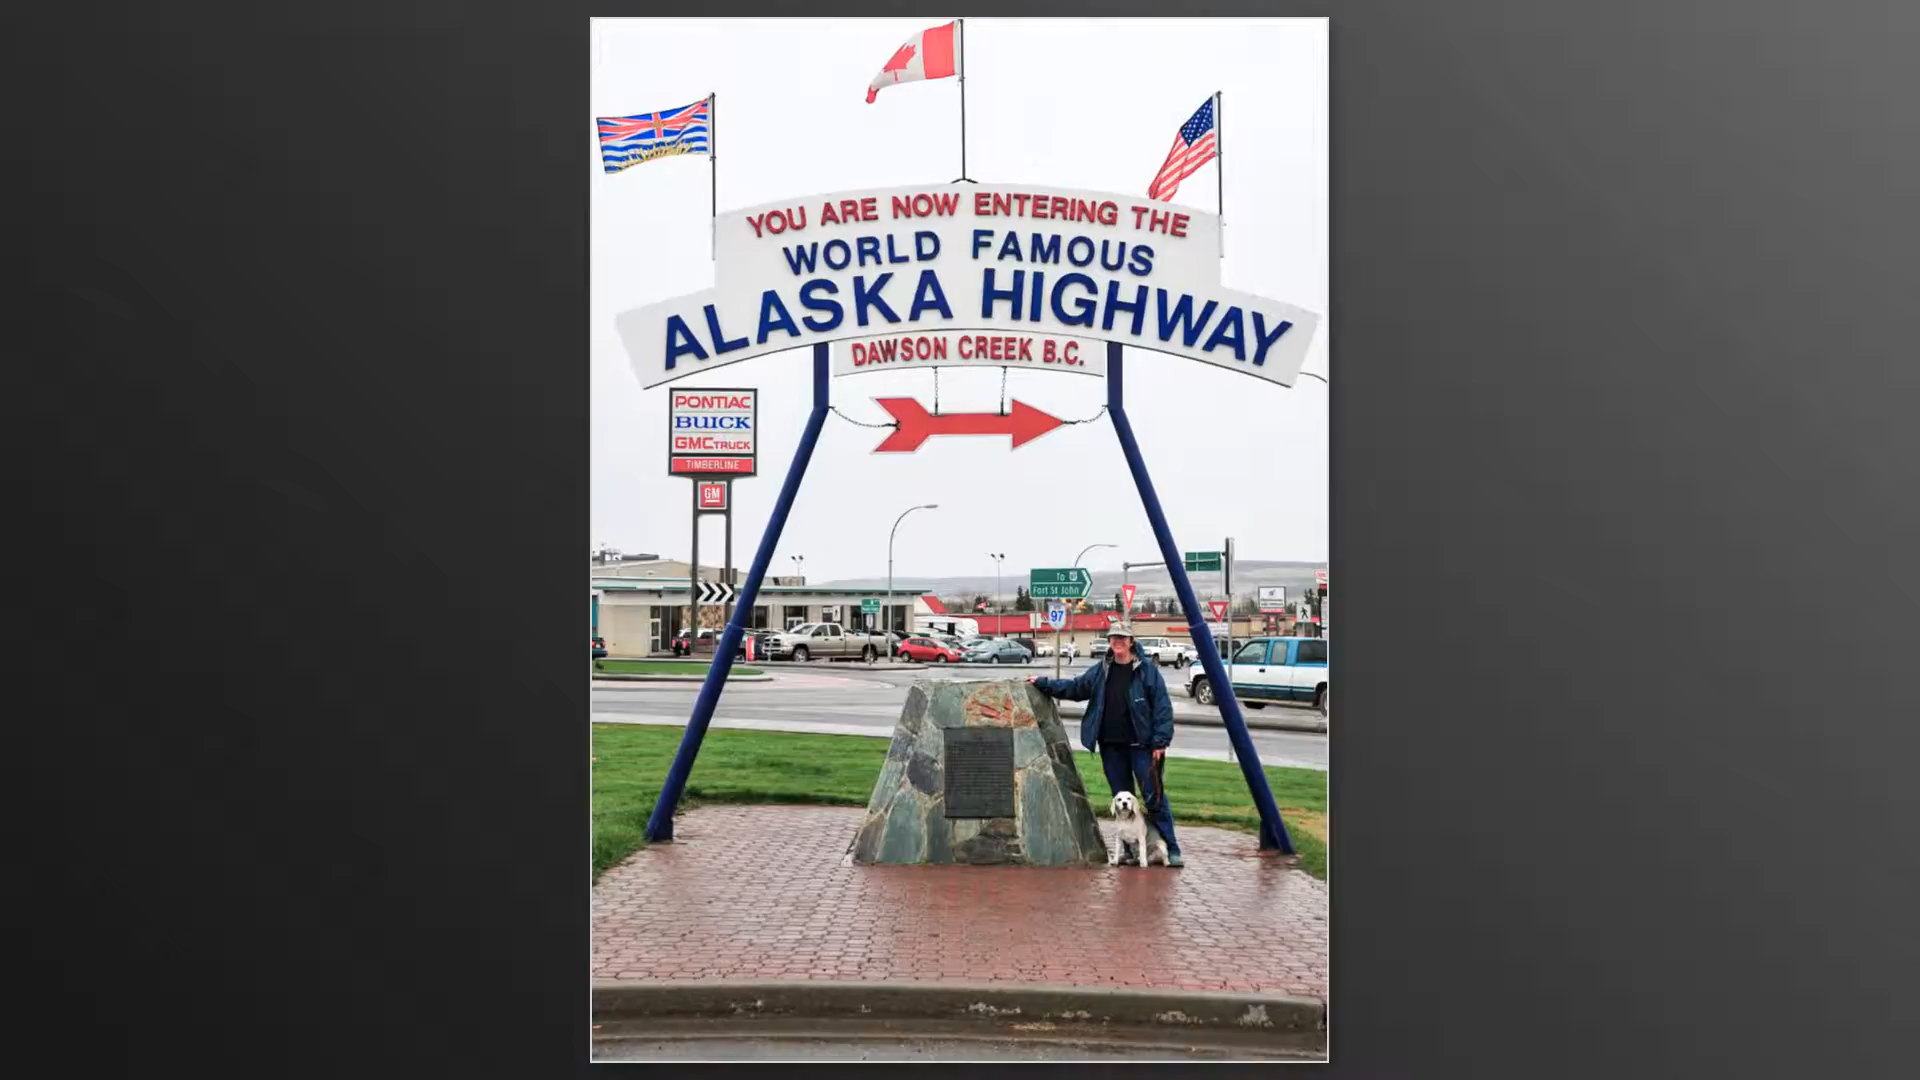 YOU ARE NOW ENTERING THE
WORLD FAMOUS
ALASKA HIGHWAY
DAWSON CREEK B.C.
PONTIAC
BUICK
GMC TRUCK
TIMBERLINE
GM
To
Fort St John
97